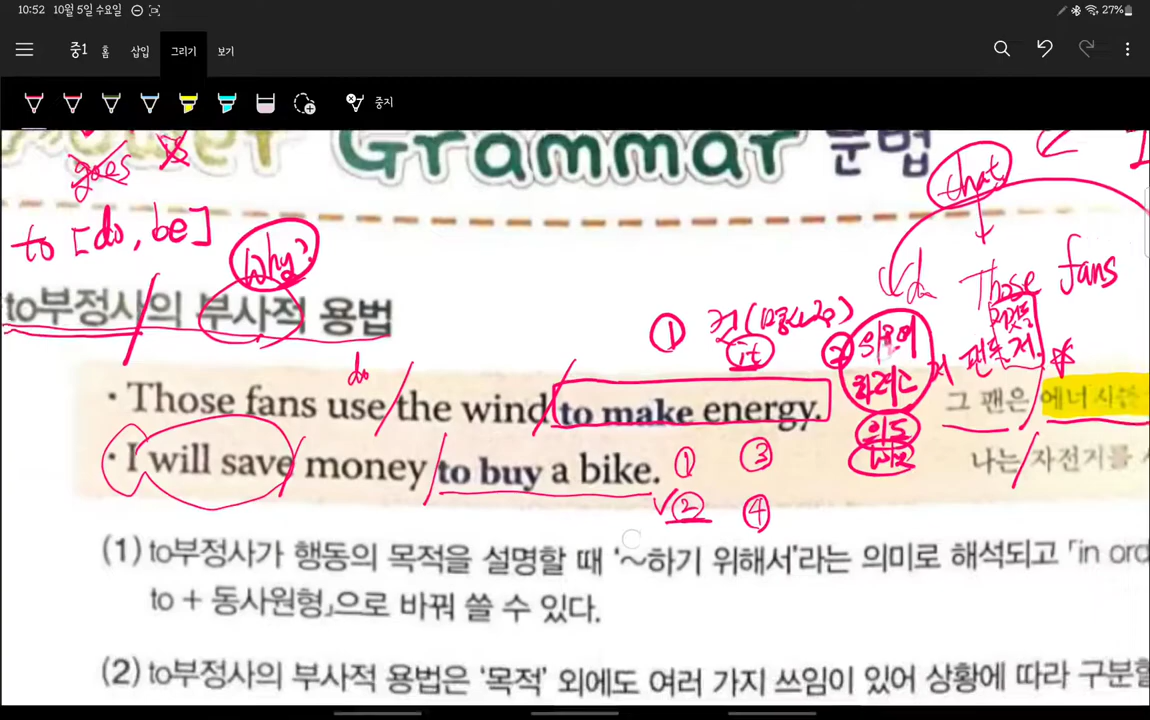 10:52 10월 5일 수요일 27%
중1 홈 삽입 그리기 보기
중지
Grammar 문법
goes
that
to [do, be]
why?
Those fans
to부정사의 부사적 용법
① 것
it
②
하려고
의도
do
• Those fans use the wind to make energy. 그 팬은 에너지를
• I will save money to buy a bike. 나는 자전거를
① ③
② ④
(1) to부정사가 행동의 목적을 설명할 때 '~하기 위해서'라는 의미로 해석되고 「in ord
to + 동사원형」으로 바꿔 쓸 수 있다.
(2) to부정사의 부사적 용법은 '목적' 외에도 여러 가지 쓰임이 있어 상황에 따라 구분할